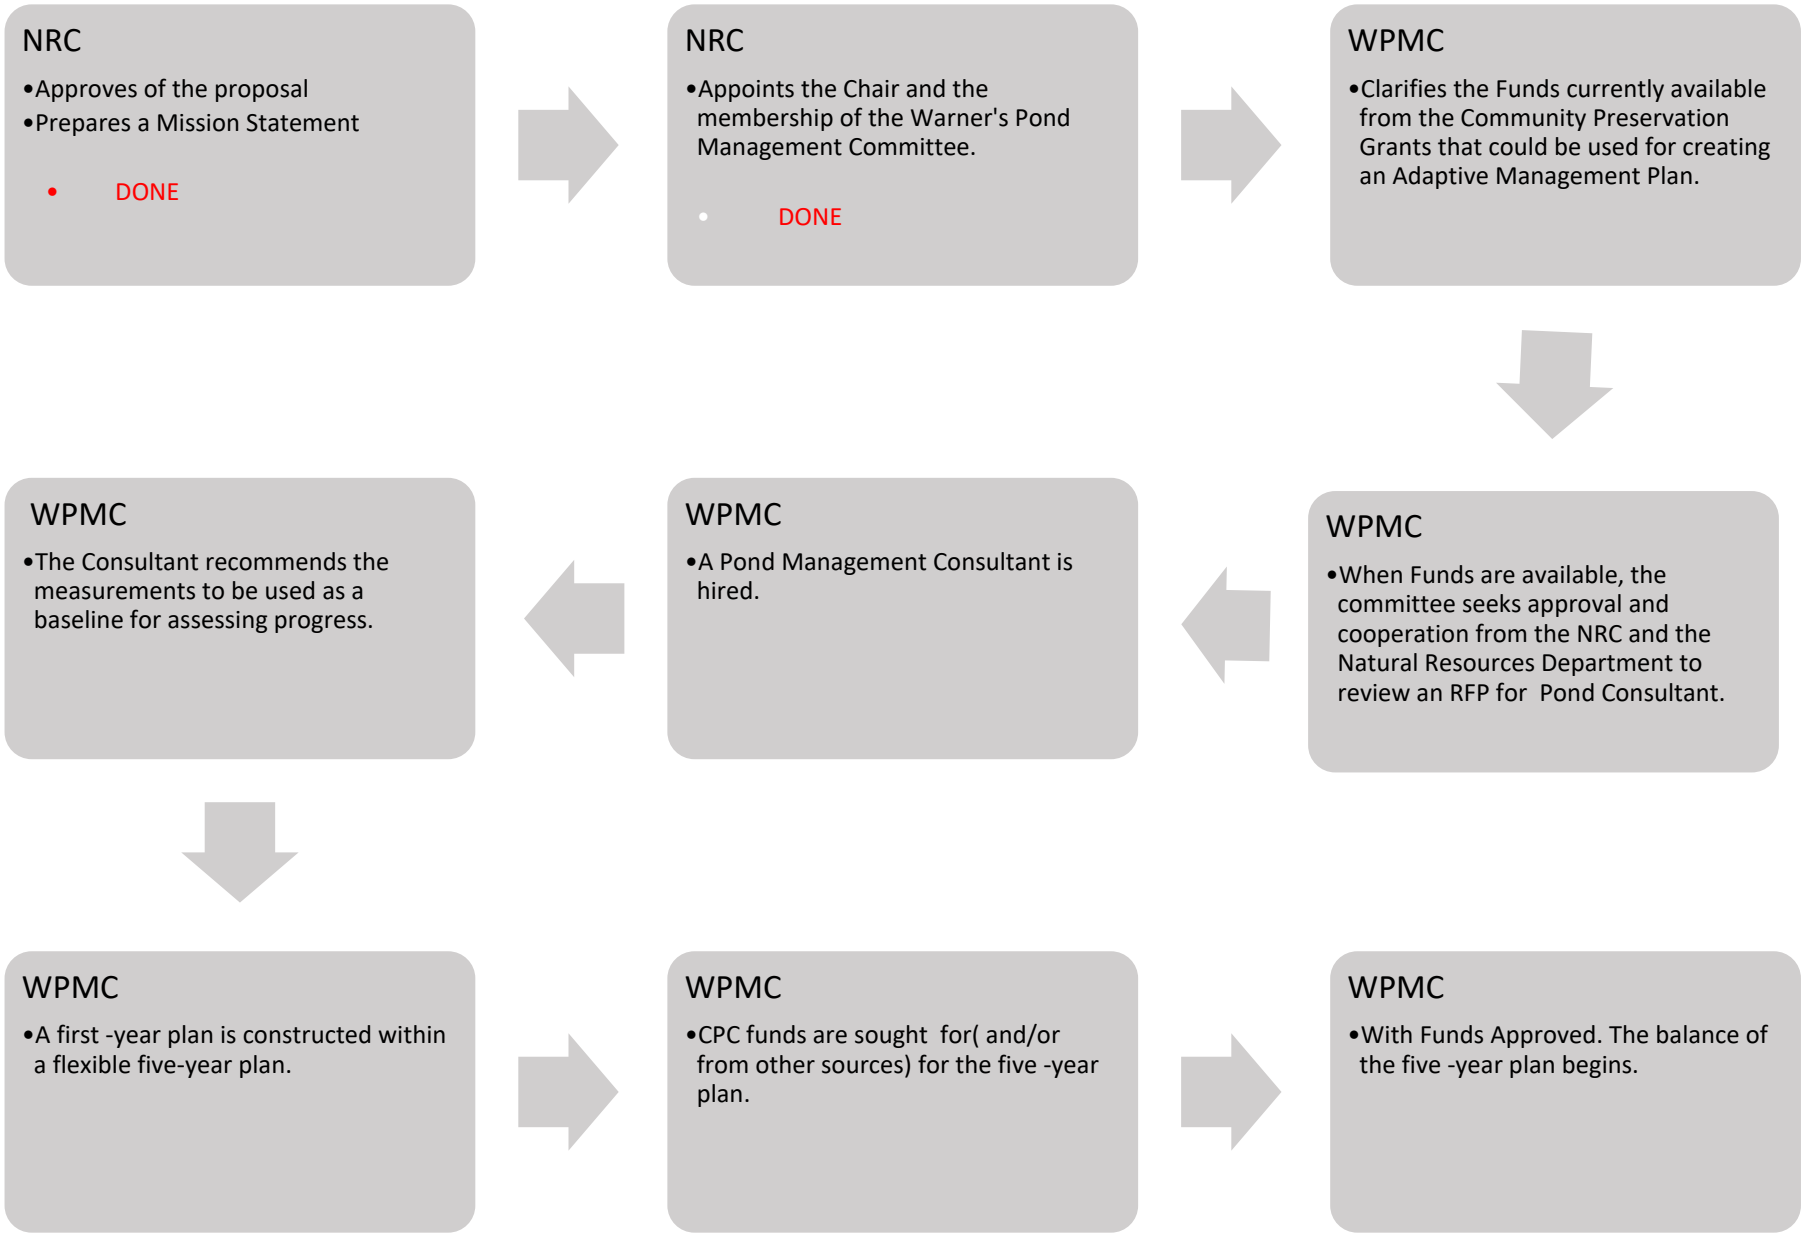 NRC
•Approves of the proposal
•Prepares a Mission Statement
• DONE
NRC
•Appoints the Chair and the
membership of the Warner's Pond
Management Committee.
• DONE
WPMC
•Clarifies the Funds currently available
from the Community Preservation
Grants that could be used for creating
an Adaptive Management Plan.
WPMC
•When Funds are available, the
committee seeks approval and
cooperation from the NRC and the
Natural Resources Department to
review an RFP for  Pond Consultant.
WPMC
•A Pond Management Consultant is
hired.
WPMC
•The Consultant recommends the
measurements to be used as a
baseline for assessing progress.
WPMC
•A first -year plan is constructed within
a flexible five-year plan.
WPMC
•CPC funds are sought  for( and/or
from other sources) for the five -year
plan.
WPMC
•With Funds Approved. The balance of
the five -year plan begins.